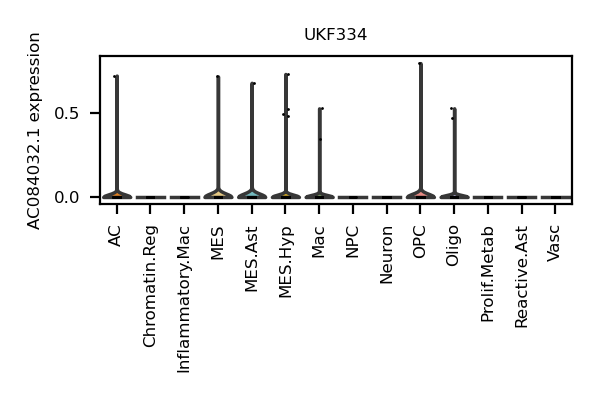 UKF334
AC084032.1 expression
0.5
0.0
AC
Chromatin.Reg
Inflammatory.Mac
MES
MES.Ast
MES.Hyp
Mac
NPC
Neuron
OPC
Oligo
Prolif.Metab
Reactive.Ast
Vasc